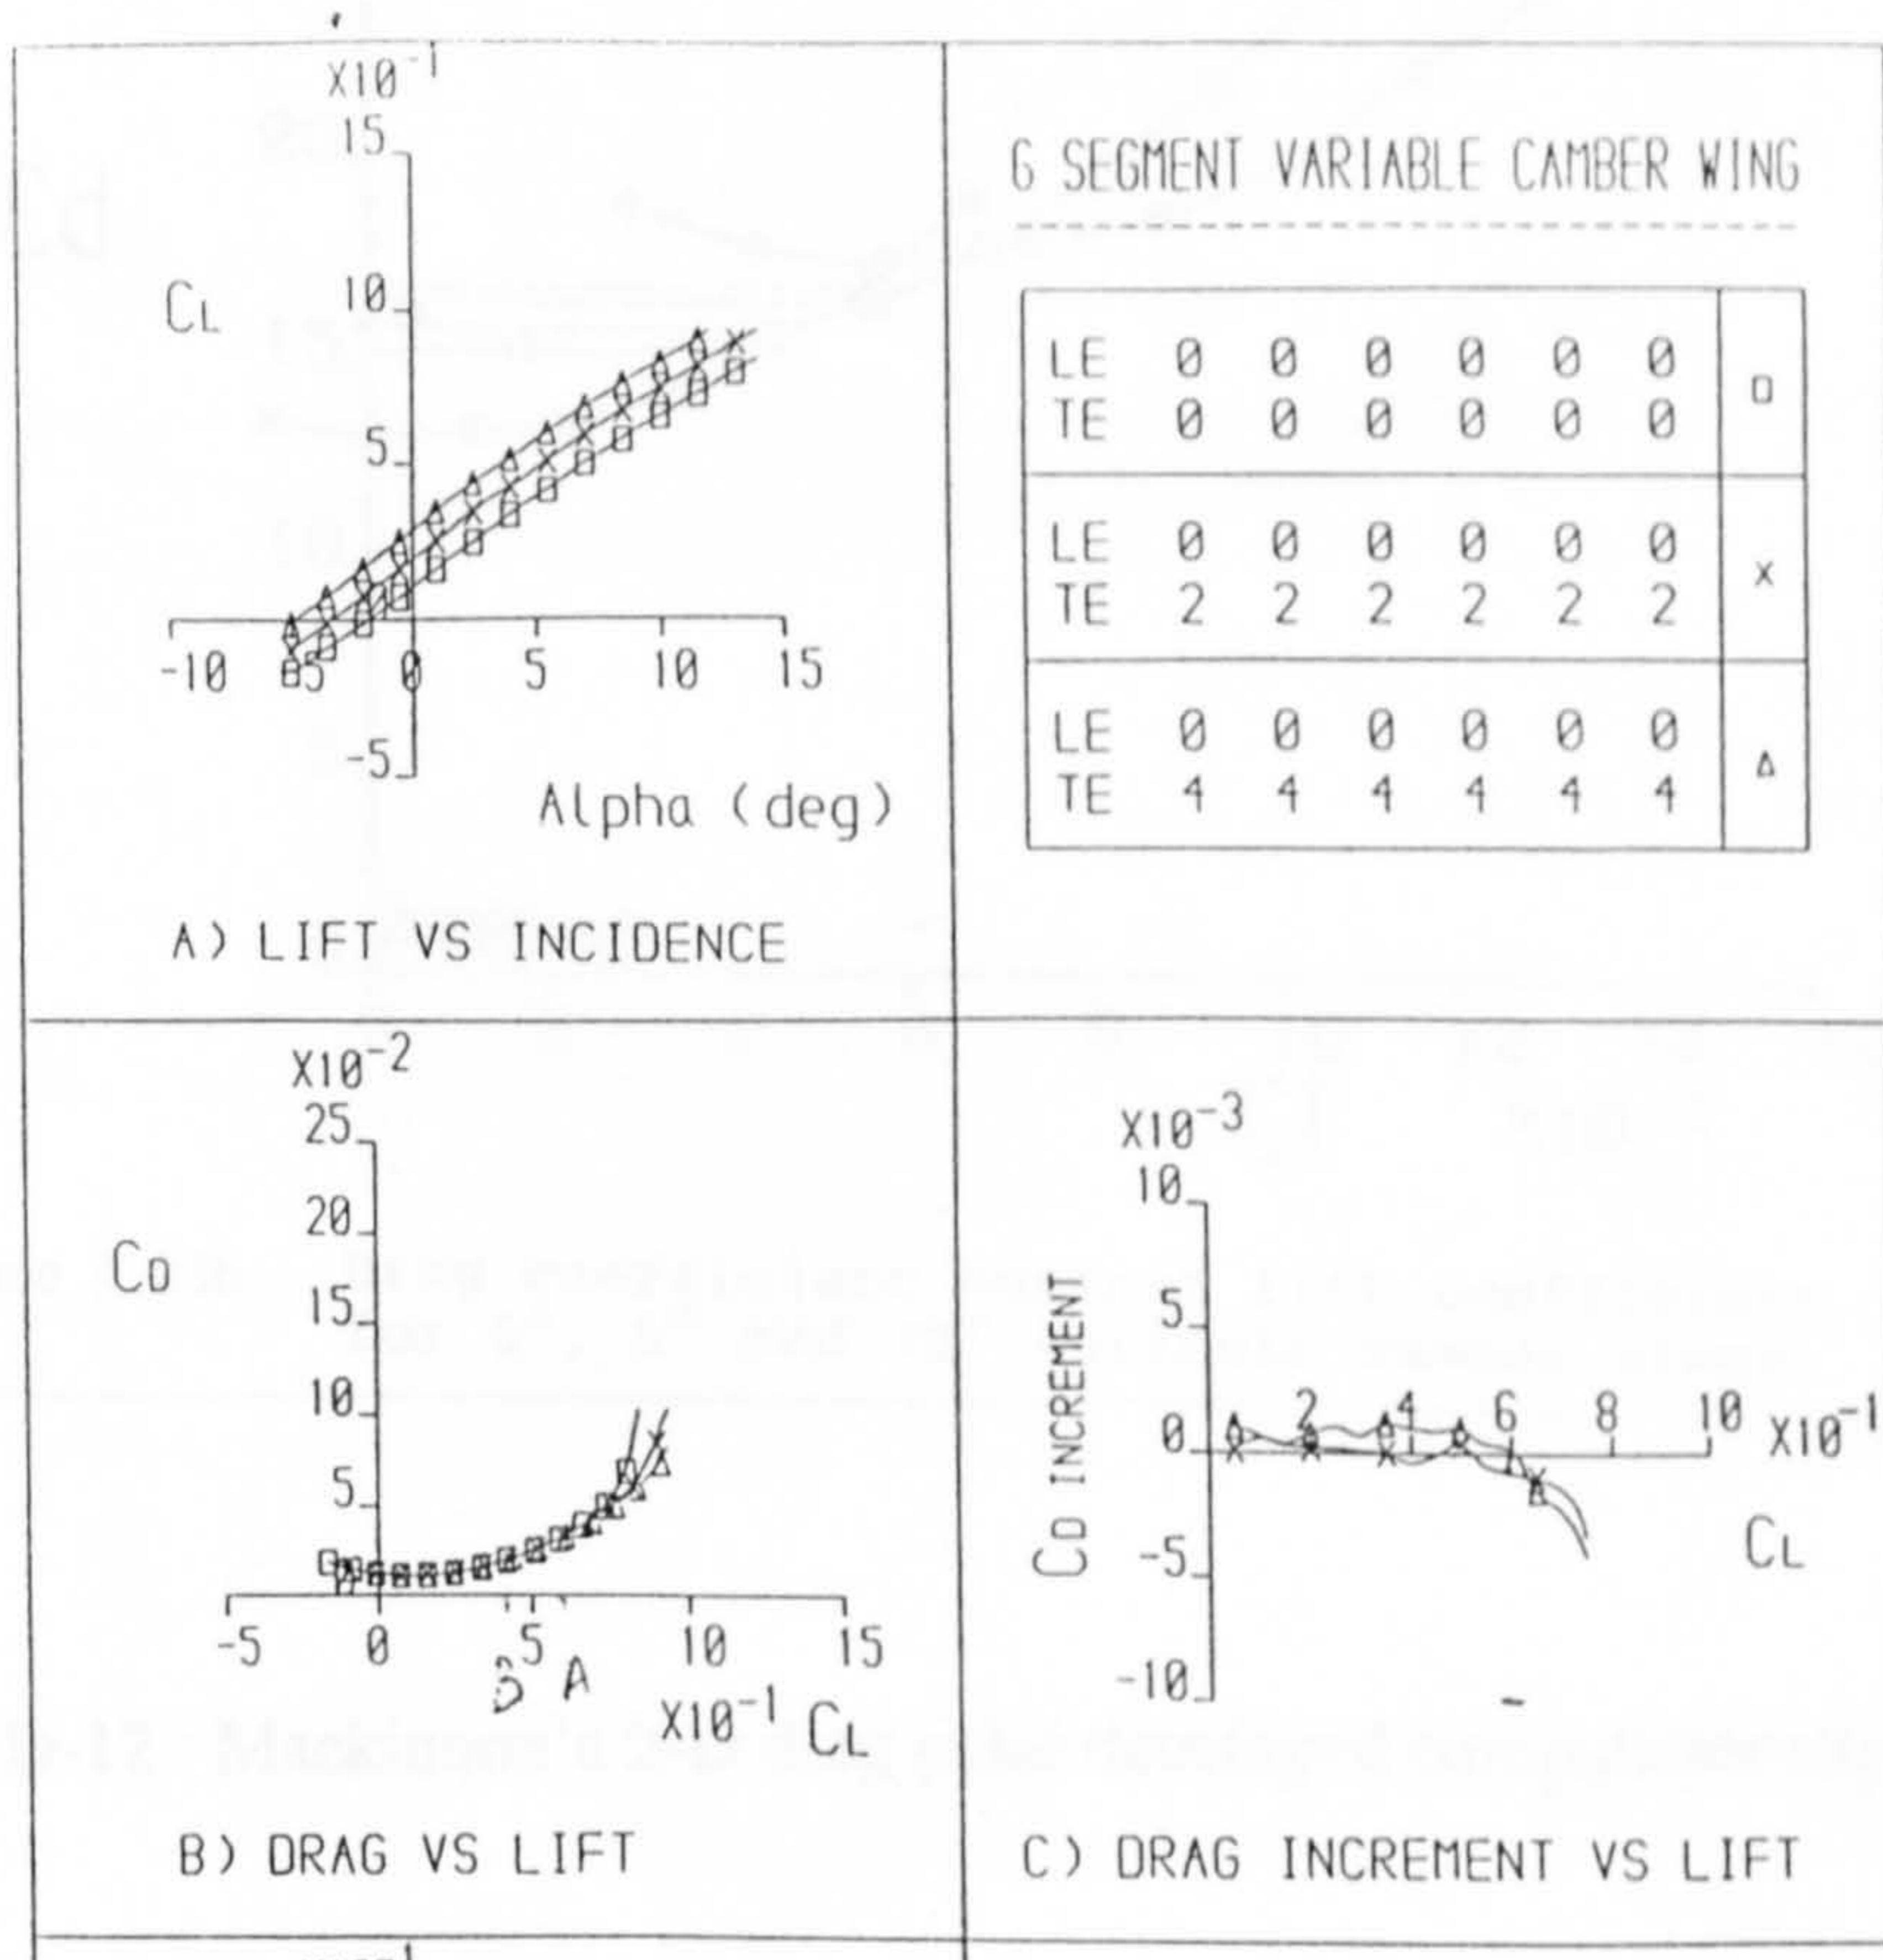 X10-1
15
10
CL
5
-10 -5 0 5 10 15
-5
Alpha (deg)
A) LIFT VS INCIDENCE
6 SEGMENT VARIABLE CAMBER WING
LE 0 0 0 0 0 0
TE 0 0 0 0 0 0
LE 0 0 0 0 0 0
X
TE 2 2 2 2 2 2
LE 0 0 0 0 0 0
TE 4 4 4 4 4 4
X10-2
25
20
CD
15
10
5
-5 0 5 10 15
B A
X10-1 CL
B) DRAG VS LIFT
X10-3
10
5
0
2 4 6 8 10 X10-1
CD INCREMENT
-5
CL
-10
C) DRAG INCREMENT VS LIFT